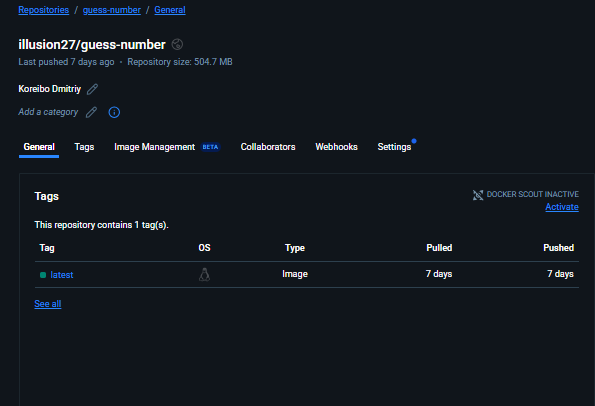 Repositories / guess-number / General
illusion27/guess-number
Last pushed 7 days ago • Repository size: 504.7 MB
Koreibo Dmitriy
Add a category
General Tags Image Management BETA Collaborators Webhooks Settings
Tags
DOCKER SCOUT INACTIVE
Activate
This repository contains 1 tag(s).
Tag OS Type Pulled Pushed
latest Image 7 days 7 days
See all